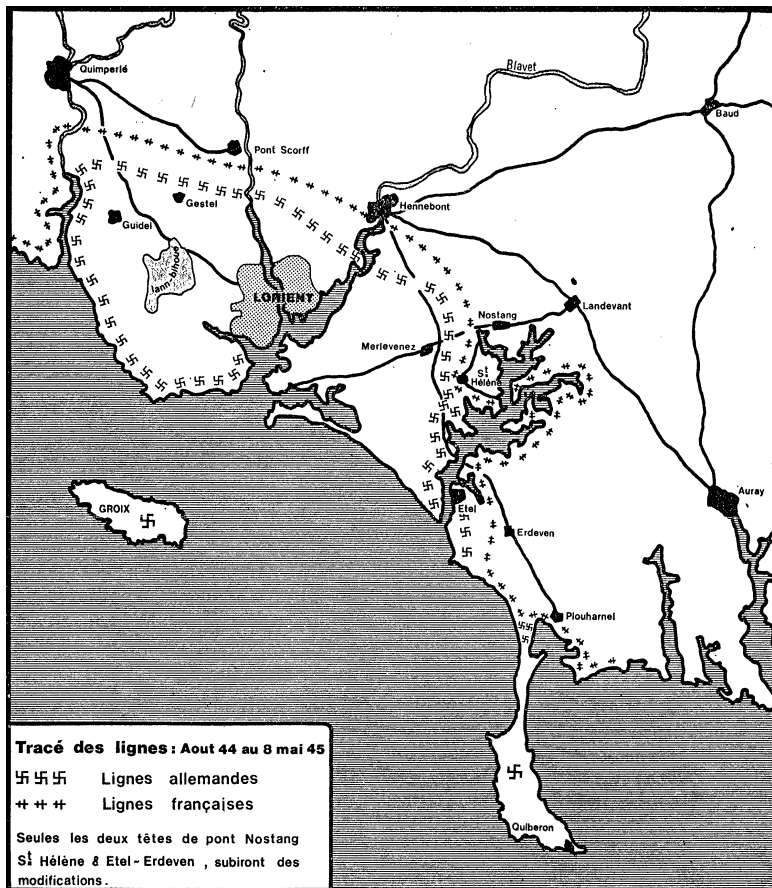 Quimperlé
Blavet
Baud
Pont Scorff
Gestel
Hennebont
Guidel
lann bihoué
LORIENT
Nostang
Landevant
Merlevenez
St
Hélène
GROIX
Etel
Auray
Erdeven
Plouharnel
Quiberon
Tracé des lignes : Aout 44 au 8 mai 45
Lignes allemandes
Lignes françaises
Seules les deux têtes de pont Nostang
St Hélène & Etel - Erdeven , subiront des
modifications .